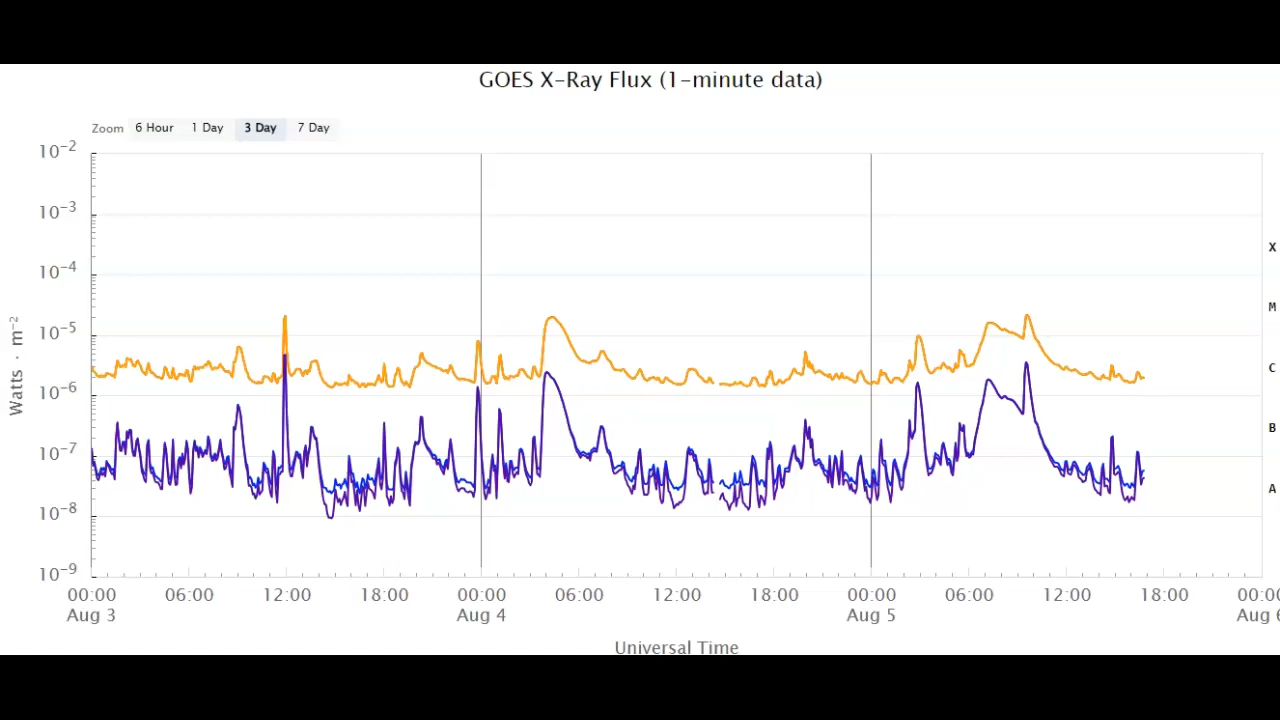 GOES X-Ray Flux (1-minute data)
Zoom 6 Hour 1 Day 3 Day 7 Day
10⁻²
10⁻³
10⁻⁴
10⁻⁵
10⁻⁶
10⁻⁷
10⁻⁸
10⁻⁹
Watts · m⁻²
X
M
C
B
A
00:00 06:00 12:00 18:00 00:00 06:00 12:00 18:00 00:00 06:00 12:00 18:00 00:00
Aug 3 Aug 4 Aug 5 Aug 6
Universal Time